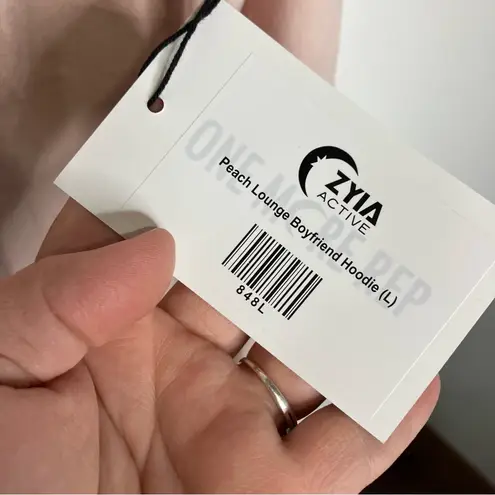 ZYIA
ACTIVE
ONE MORE REP
Peach Lounge Boyfriend Hoodie (L)
848L